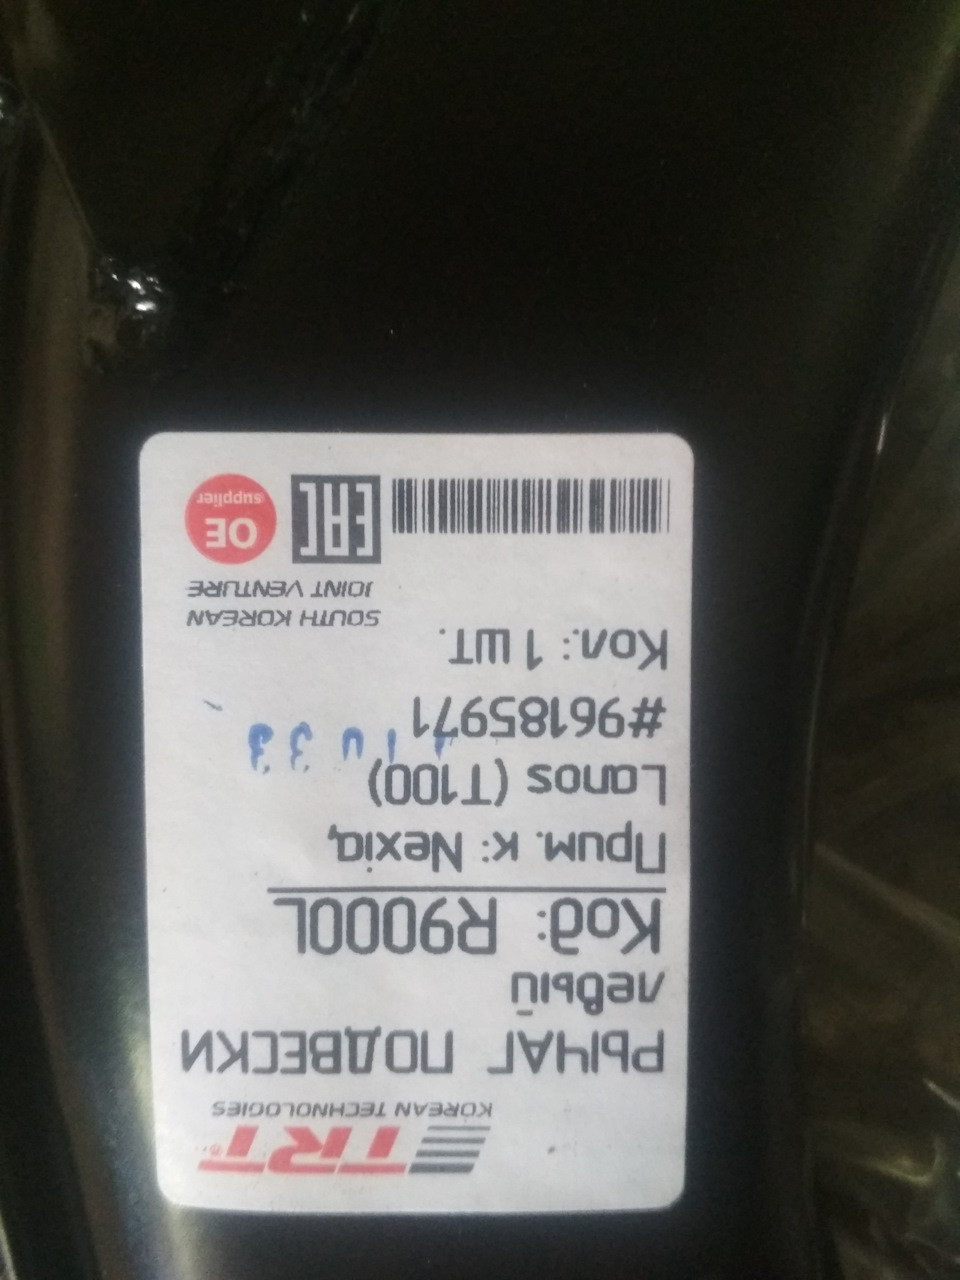 TRT®
KOREAN TECHNOLOGIES
РЫЧАГ ПОДВЕСКИ
левый
Код: R9000L
Прим. к: Nexia,
Lanos (T100)
#96185971
Кол.: 1 шт.
SOUTH KOREAN
JOINT VENTURE
EAC
OE
supplier